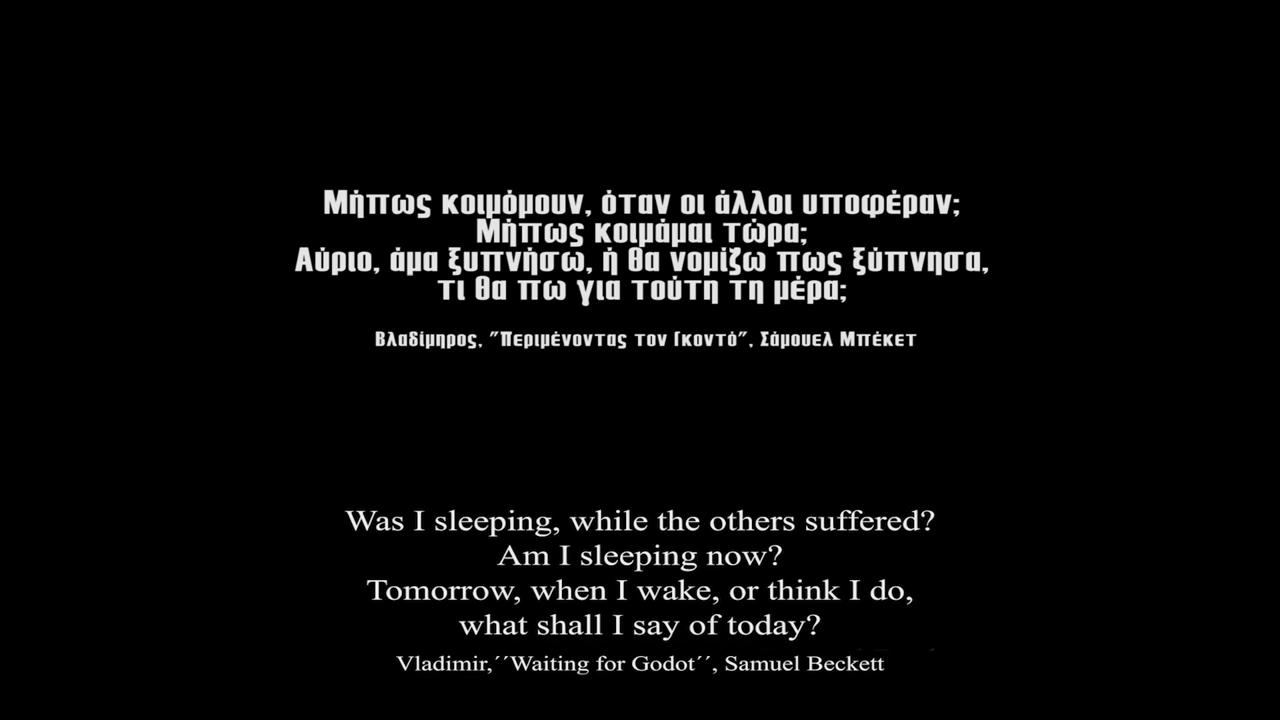 Μήπως κοιμόμουν, όταν οι άλλοι υποφέραν;
Μήπως κοιμάμαι τώρα;
Αύριο, άμα ξυπνήσω, ή θα νομίζω πως ξύπνησα,
τι θα πω για τούτη τη μέρα;
Βλαδίμηρος, "Περιμένοντας τον Γκοντό", Σάμουελ Μπέκετ
Was I sleeping, while the others suffered?
Am I sleeping now?
Tomorrow, when I wake, or think I do,
what shall I say of today?
Vladimir,´´Waiting for Godot´´, Samuel Beckett